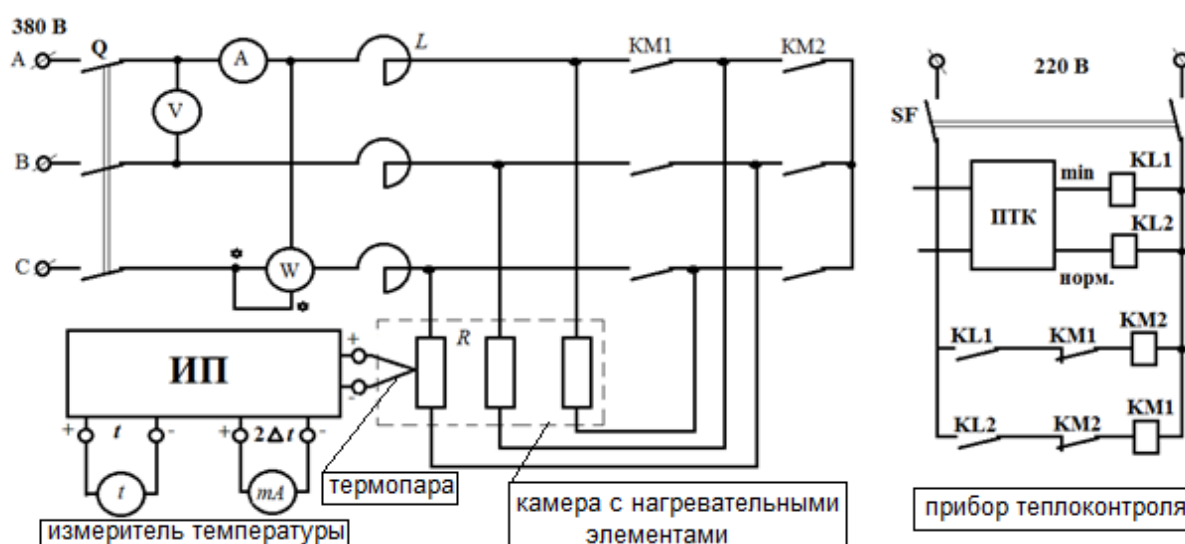 380 В
A
Q
A
L
KM1
KM2
V
B
C
W
ИП
+
-
R
+ t -
+ 2Δt -
t
mA
термопара
измеритель температуры
камера с нагревательными
элементами
220 В
SF
ПТК
min
KL1
KL2
норм.
KL1
KM1
KM2
KL2
KM2
KM1
прибор теплоконтроля